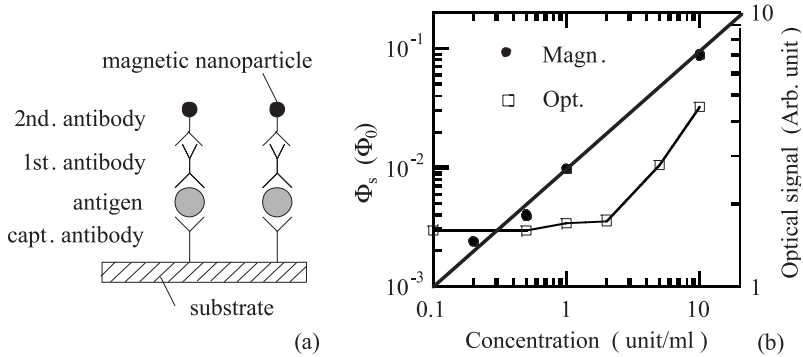 (a)
magnetic nanoparticle
2nd. antibody
1st. antibody
antigen
capt. antibody
substrate
Φs (Φ0)
10⁻¹
10⁻²
10⁻³
Magn.
Opt.
0.1
1
10
Concentration ( unit/ml )
10
1
Optical signal (Arb. unit)
(b)